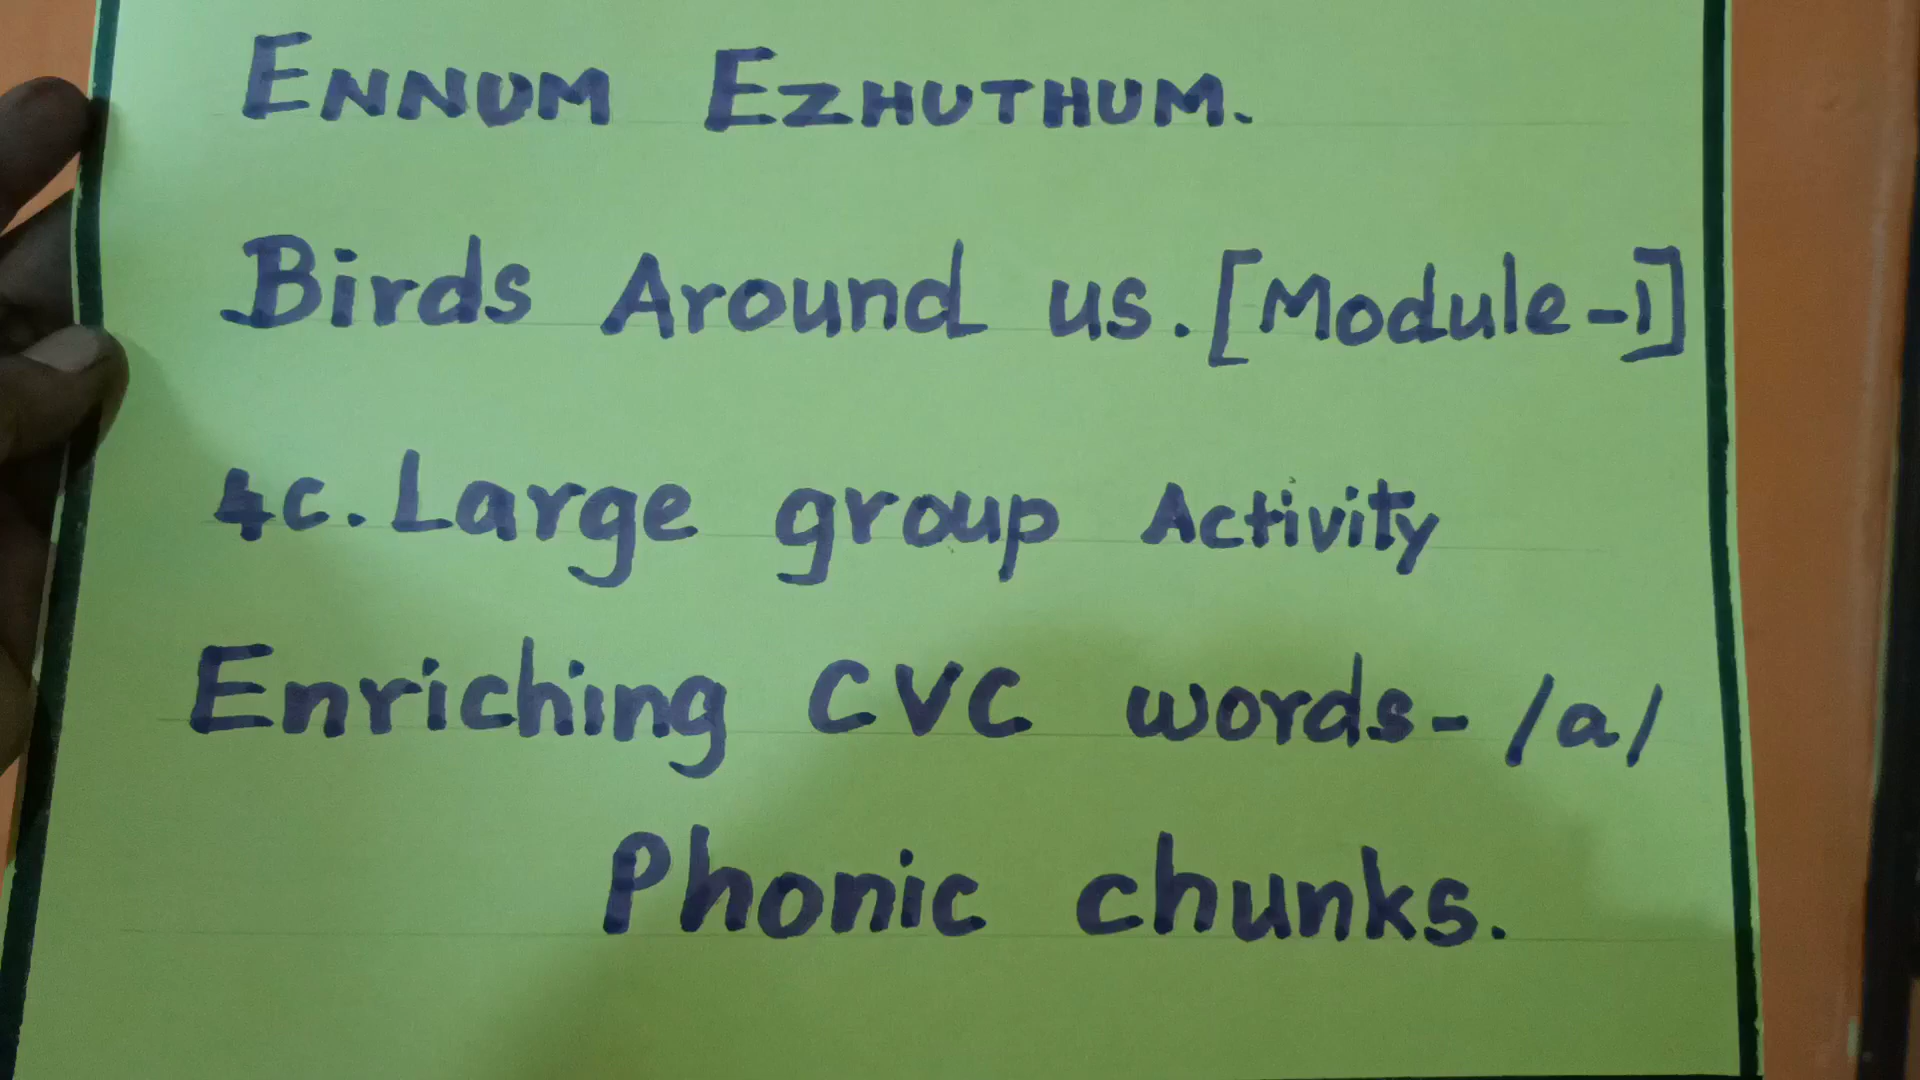 ENNUM EZHUTHUM.
Birds Around us. [Module-1]
4c. Large group Activity
Enriching CVC words - /a/
Phonic chunks.